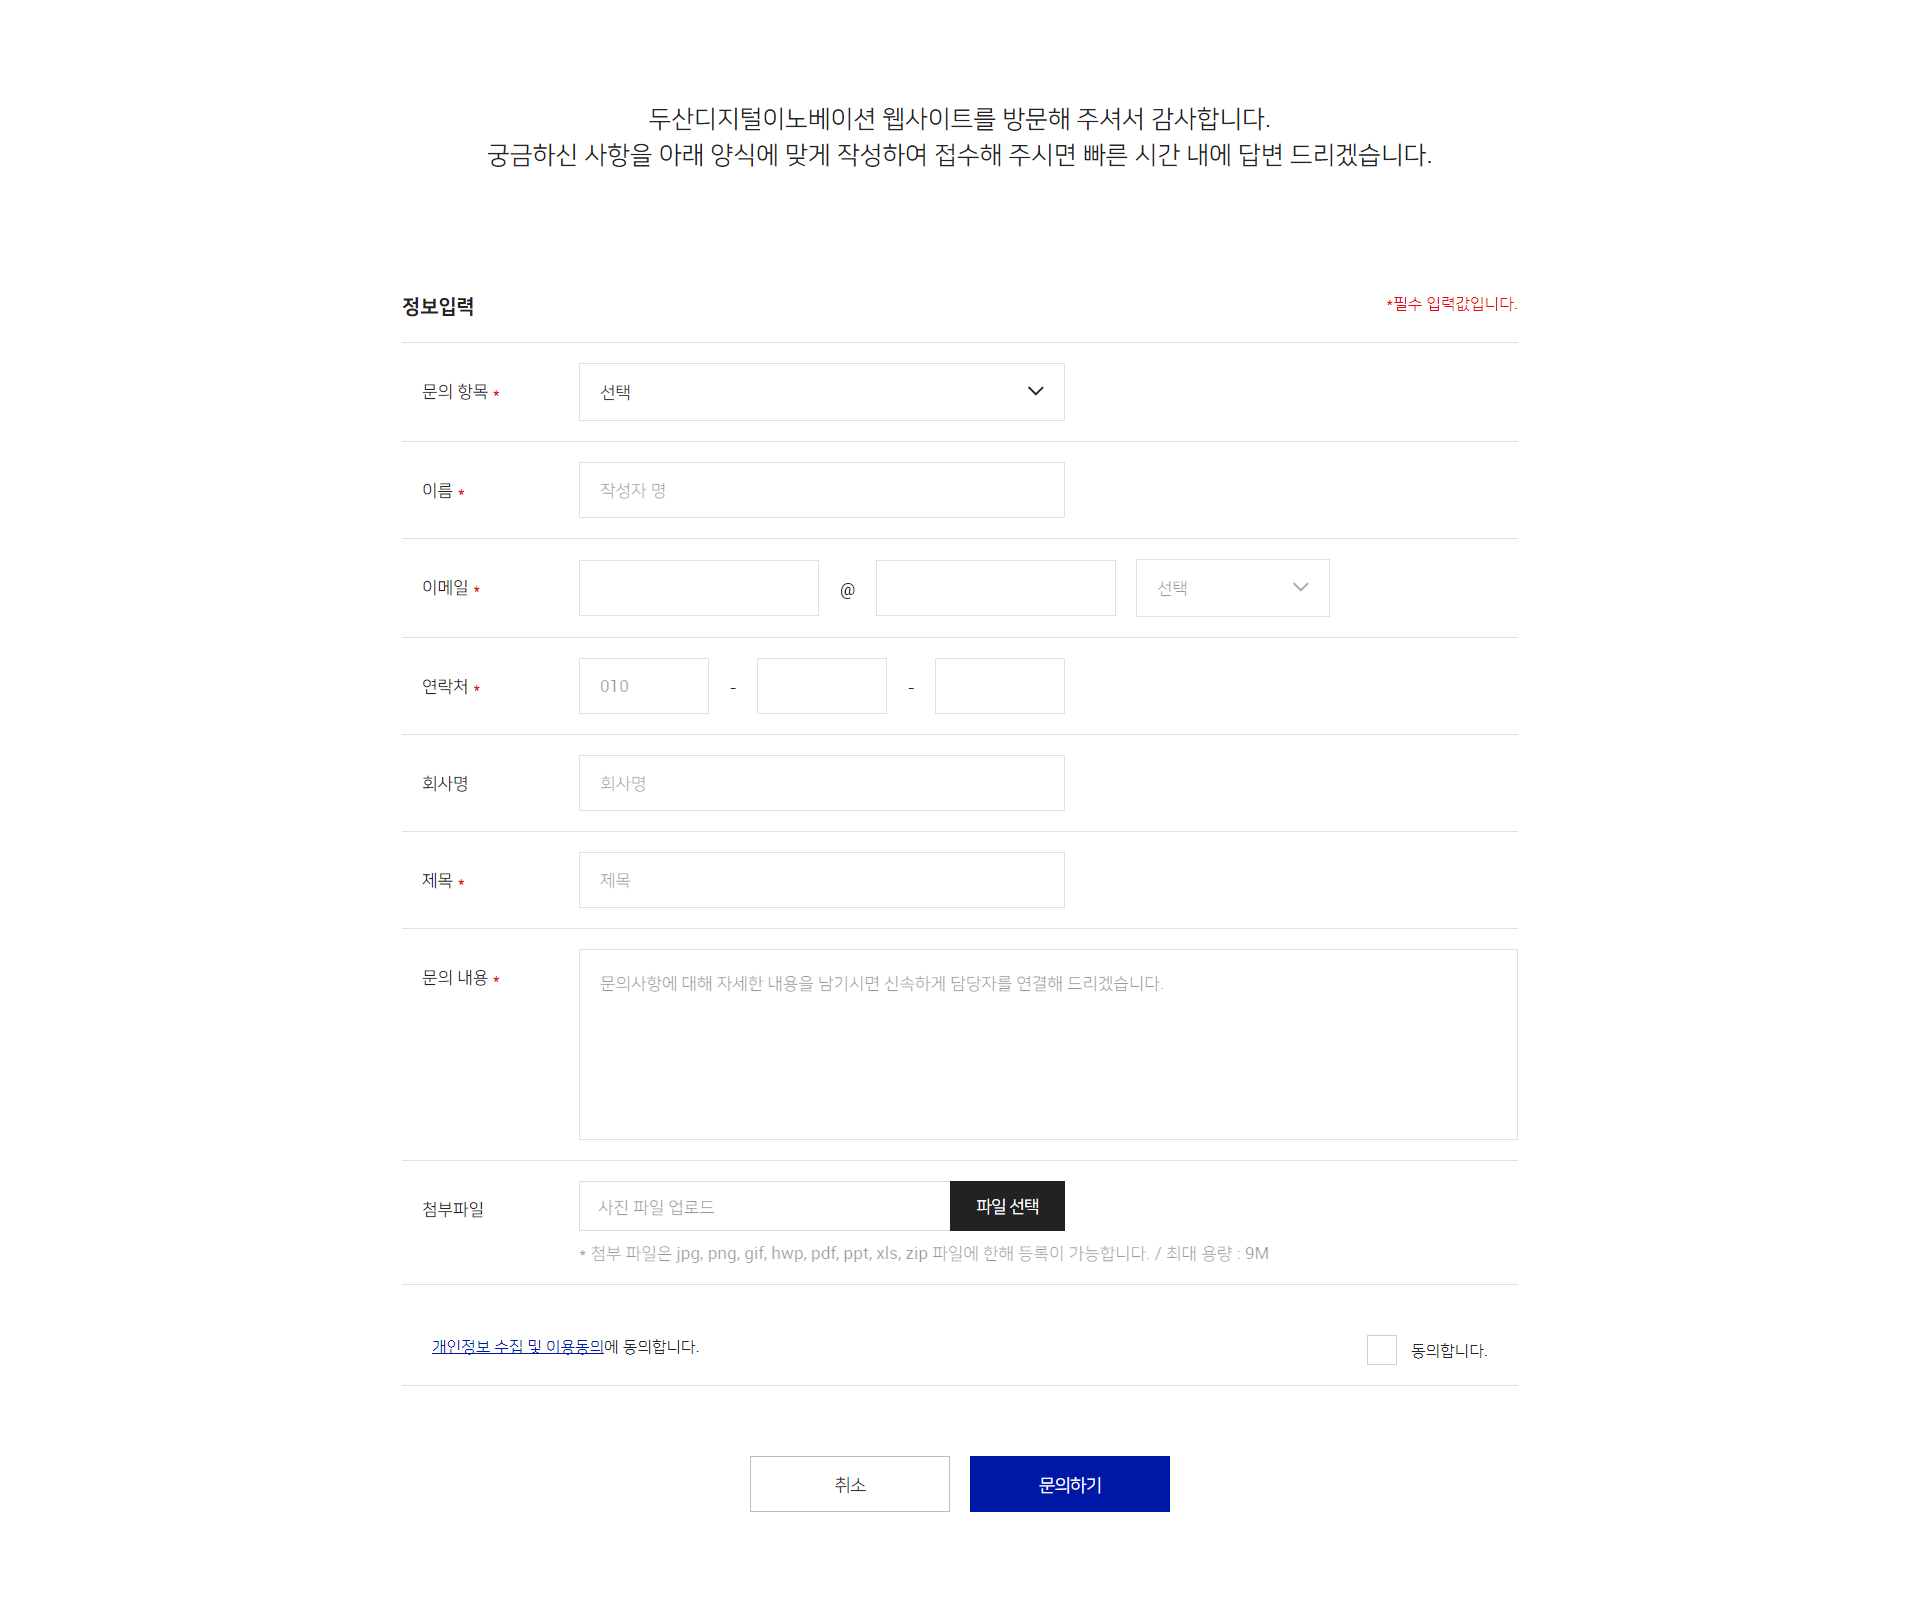 두산디지털이노베이션 웹사이트를 방문해 주셔서 감사합니다.
궁금하신 사항을 아래 양식에 맞게 작성하여 접수해 주시면 빠른 시간 내에 답변 드리겠습니다.
정보입력
*필수 입력값입니다.
문의 항목 *
선택
이름 *
작성자 명
이메일 *
@
선택
연락처 *
010 - -
회사명
회사명
제목 *
제목
문의 내용 *
문의사항에 대해 자세한 내용을 남기시면 신속하게 담당자를 연결해 드리겠습니다.
첨부파일
사진 파일 업로드
파일 선택
* 첨부 파일은 jpg, png, gif, hwp, pdf, ppt, xls, zip 파일에 한해 등록이 가능합니다. / 최대 용량 : 9M
개인정보 수집 및 이용동의에 동의합니다.
동의합니다.
취소
문의하기